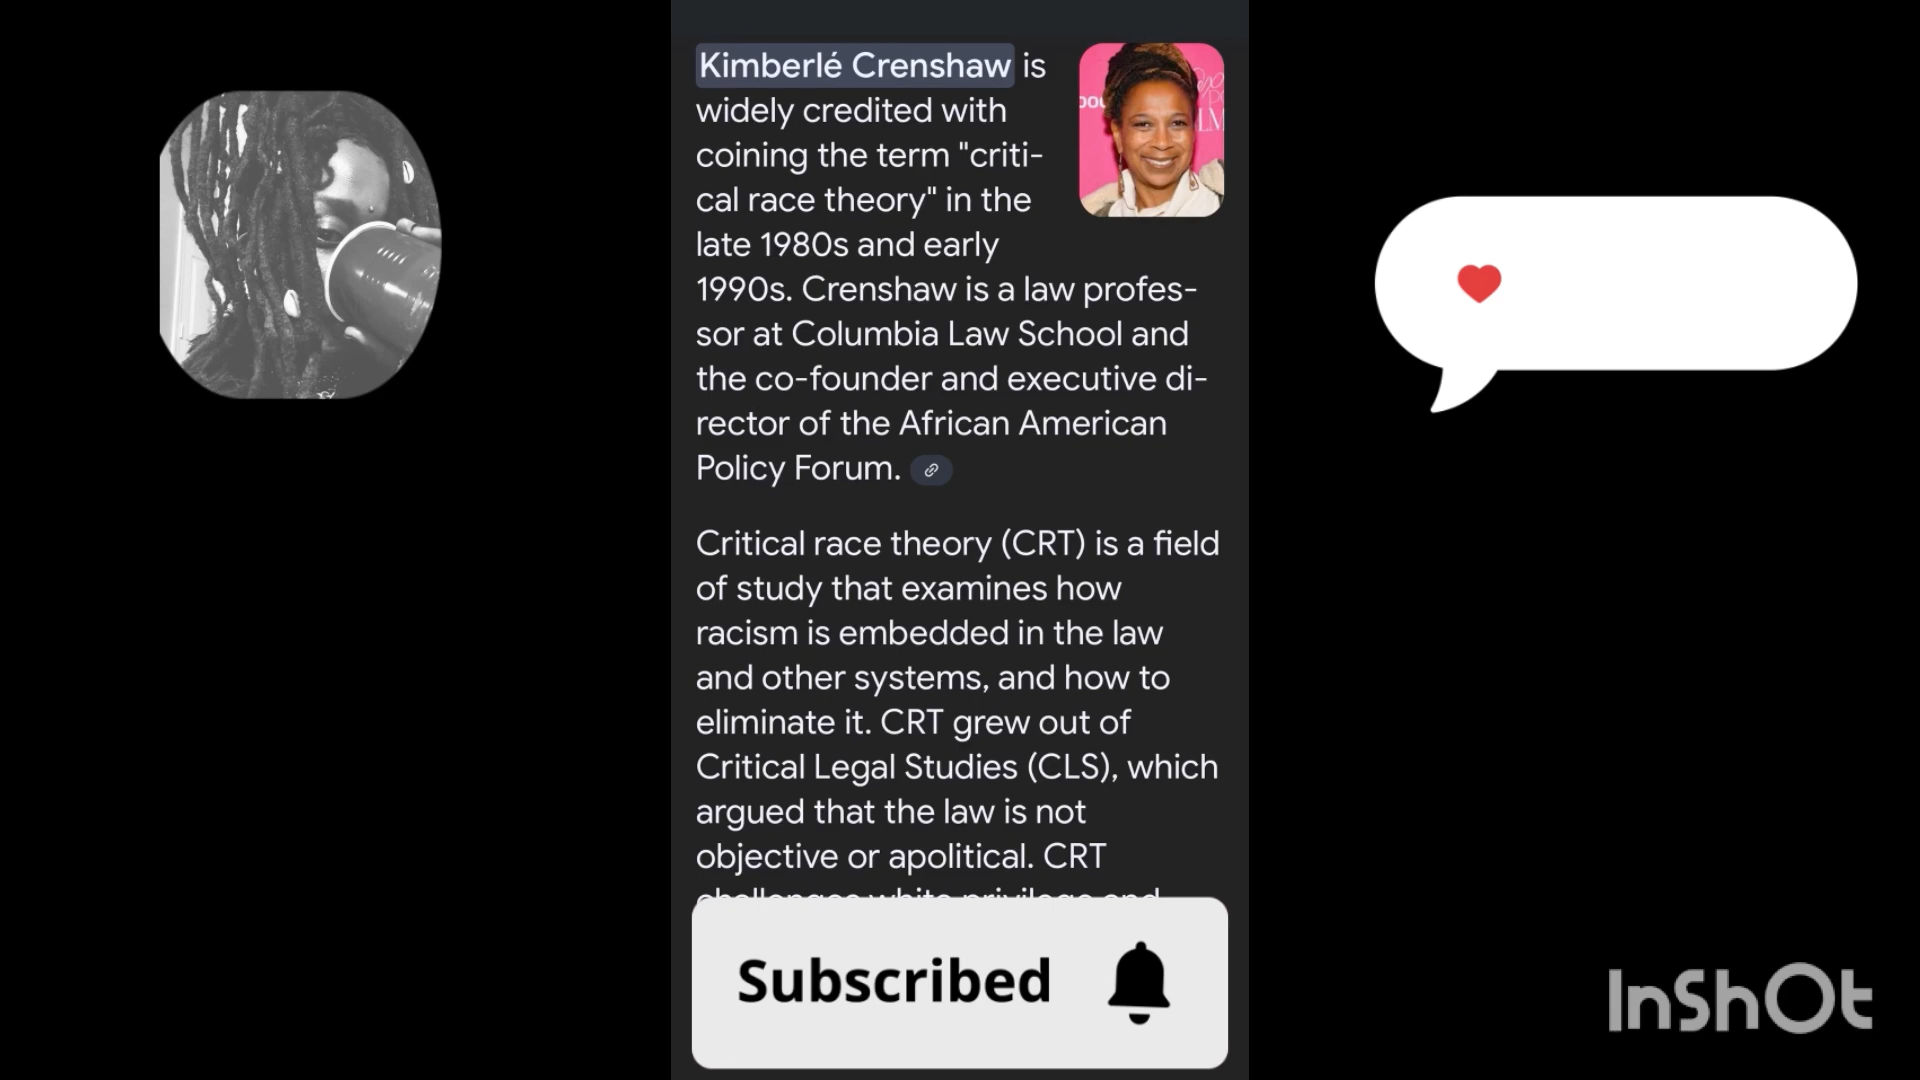 Kimberlé Crenshaw is
widely credited with
coining the term "criti-
cal race theory" in the
late 1980s and early
1990s. Crenshaw is a law profes-
sor at Columbia Law School and
the co-founder and executive di-
rector of the African American
Policy Forum.
Critical race theory (CRT) is a field
of study that examines how
racism is embedded in the law
and other systems, and how to
eliminate it. CRT grew out of
Critical Legal Studies (CLS), which
argued that the law is not
objective or apolitical. CRT
challenges white privilege and
Subscribed
InShOt